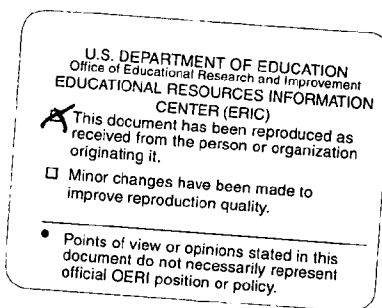 U.S. DEPARTMENT OF EDUCATION
Office of Educational Research and Improvement
EDUCATIONAL RESOURCES INFORMATION
CENTER (ERIC)
This document has been reproduced as
received from the person or organization
originating it.
□ Minor changes have been made to
improve reproduction quality.
• Points of view or opinions stated in this
document do not necessarily represent
official OERI position or policy.